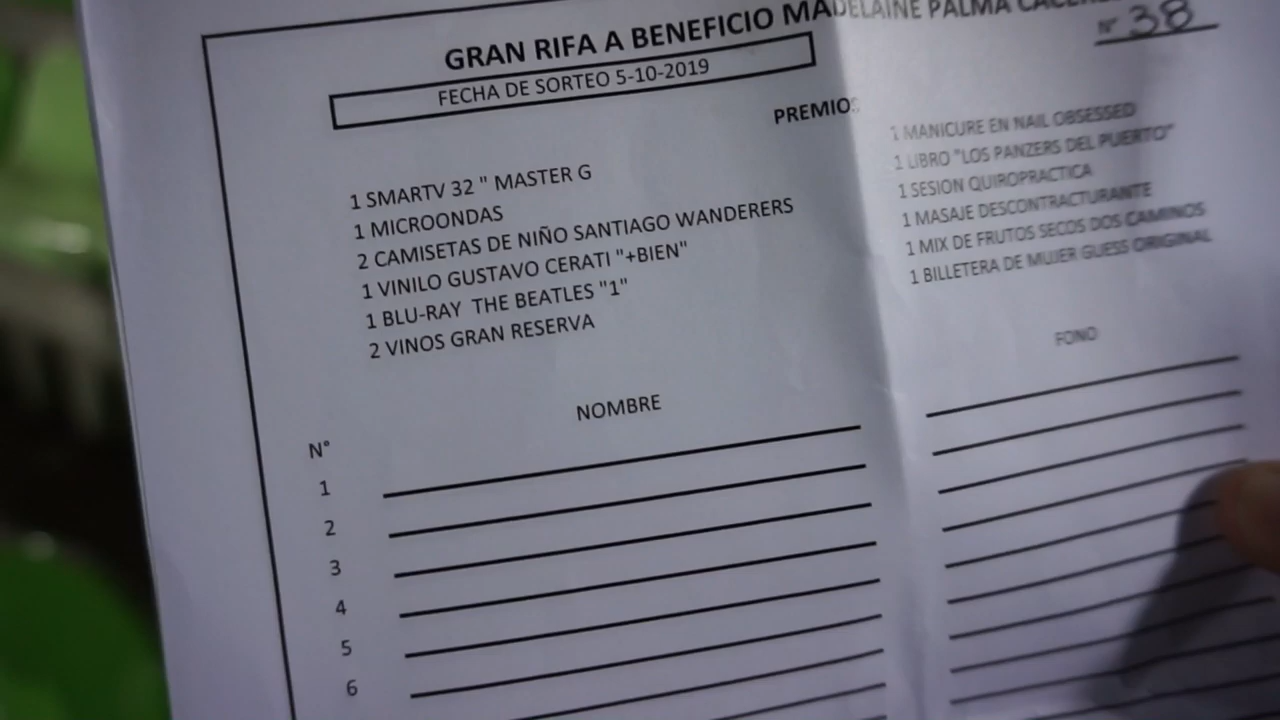 GRAN RIFA A BENEFICIO MADELAINE PALMA
N° 38
FECHA DE SORTEO 5-10-2019
PREMIOS
1 SMARTV 32 " MASTER G
1 MICROONDAS
2 CAMISETAS DE NIÑO SANTIAGO WANDERERS
1 VINILO GUSTAVO CERATI "+BIEN"
1 BLU-RAY THE BEATLES "1"
2 VINOS GRAN RESERVA
1 MANICURE EN NAIL OBSESSED
1 LIBRO "LOS PANZERS DEL PUERTO"
1 SESION QUIROPRACTICA
1 MASAJE DESCONTRACTURANTE
1 MIX DE FRUTOS SECOS DOS CAMINOS
1 BILLETERA DE MUJER GUESS ORIGINAL
N° NOMBRE FONO
1
2
3
4
5
6